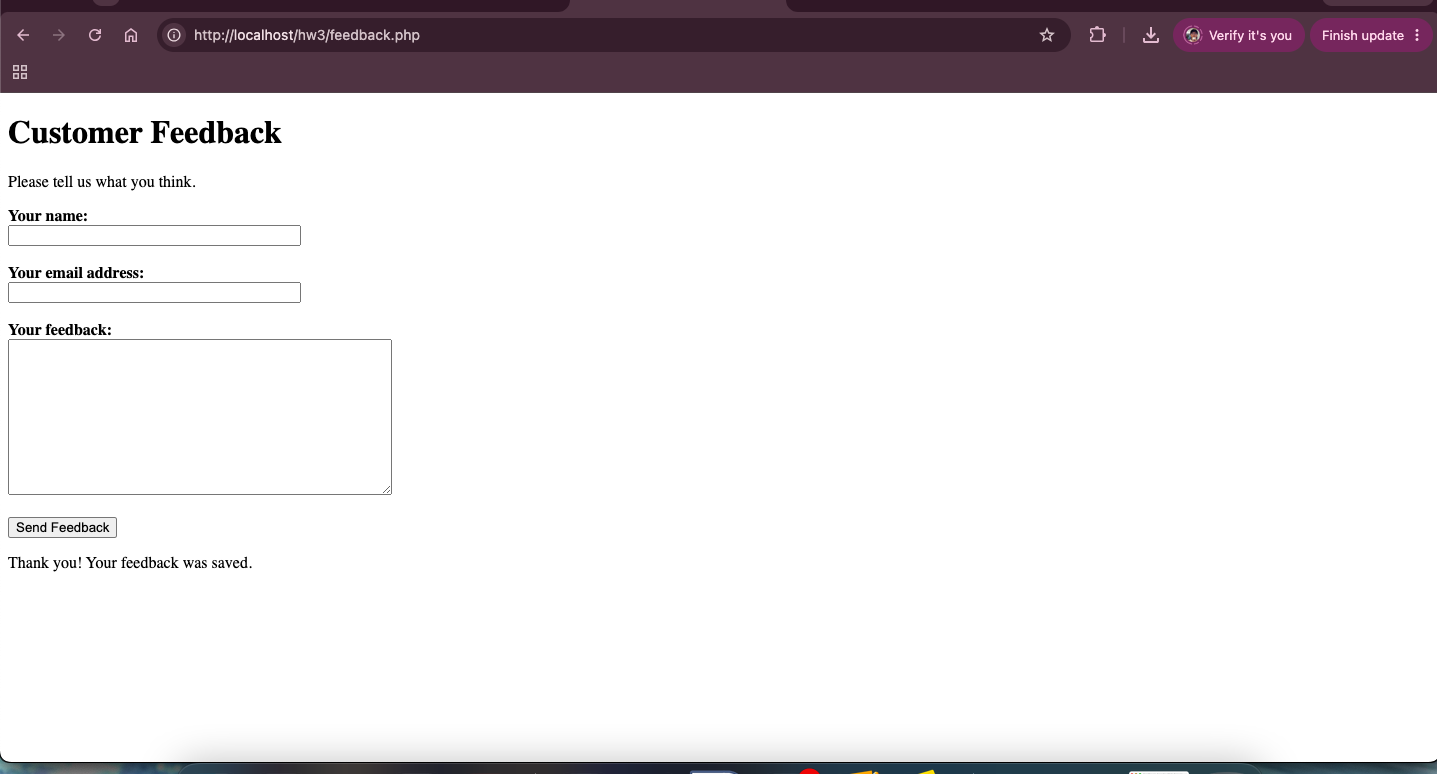 http://localhost/hw3/feedback.php
Verify it's you
Finish update
Customer Feedback
Please tell us what you think.
Your name:
Your email address:
Your feedback:
Send Feedback
Thank you! Your feedback was saved.